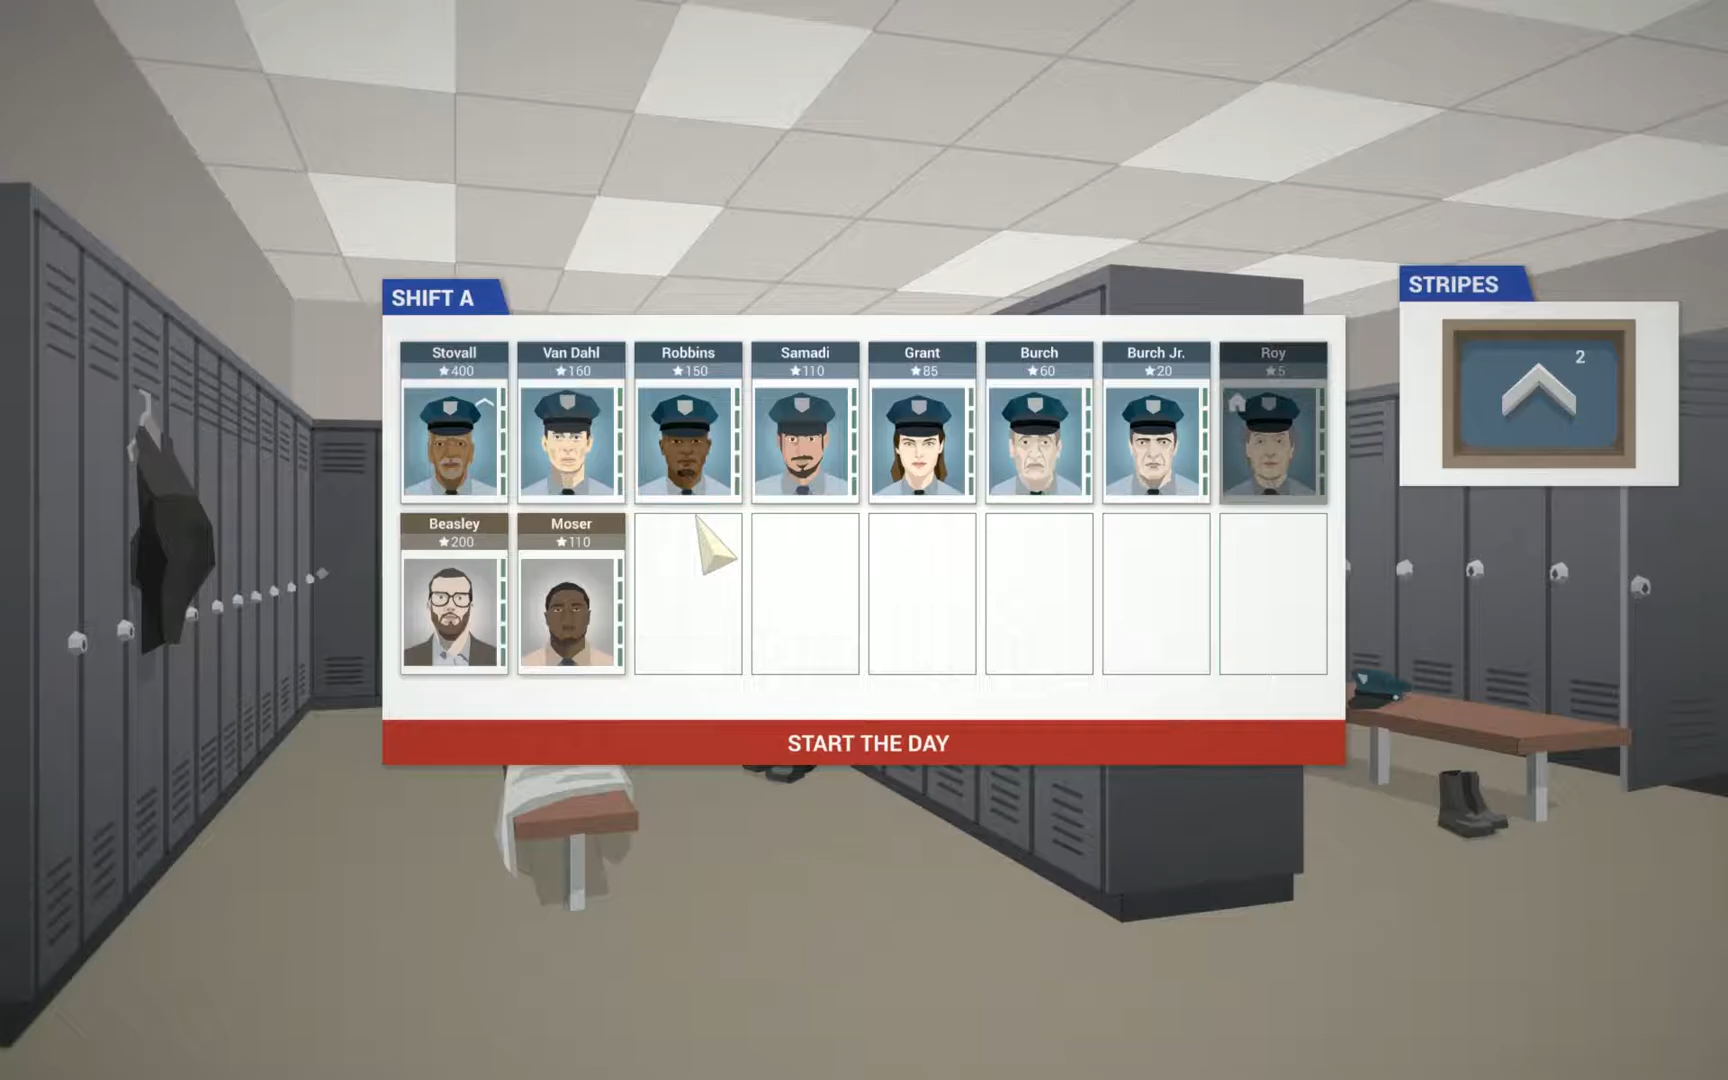 SHIFT A
STRIPES
Stovall
★400
Van Dahl
★160
Robbins
★150
Samadi
★110
Grant
★85
Burch
★60
Burch Jr.
★20
Roy
★5
2
Beasley
★200
Moser
★110
START THE DAY